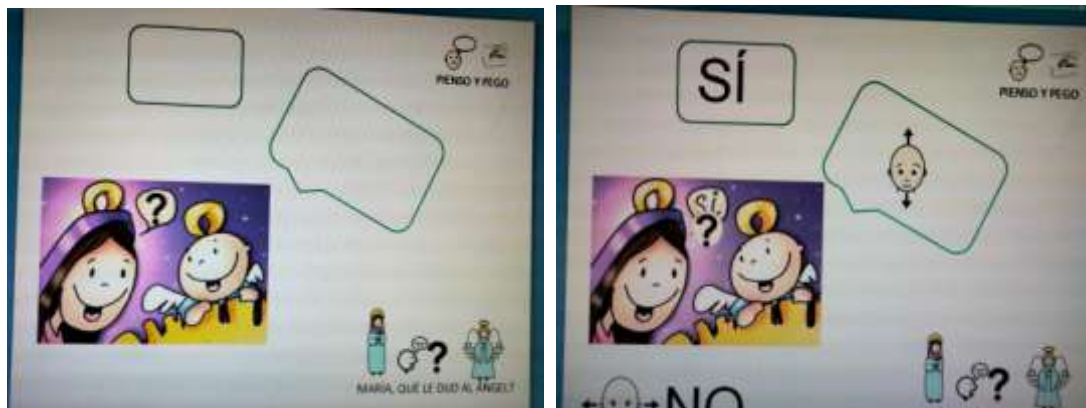 PIENSO Y PEGO
?
?
MARÍA, QUÉ LE DIJO AL ÁNGEL?
SÍ
PIENSO Y PEGO
SÍ
?
?
NO